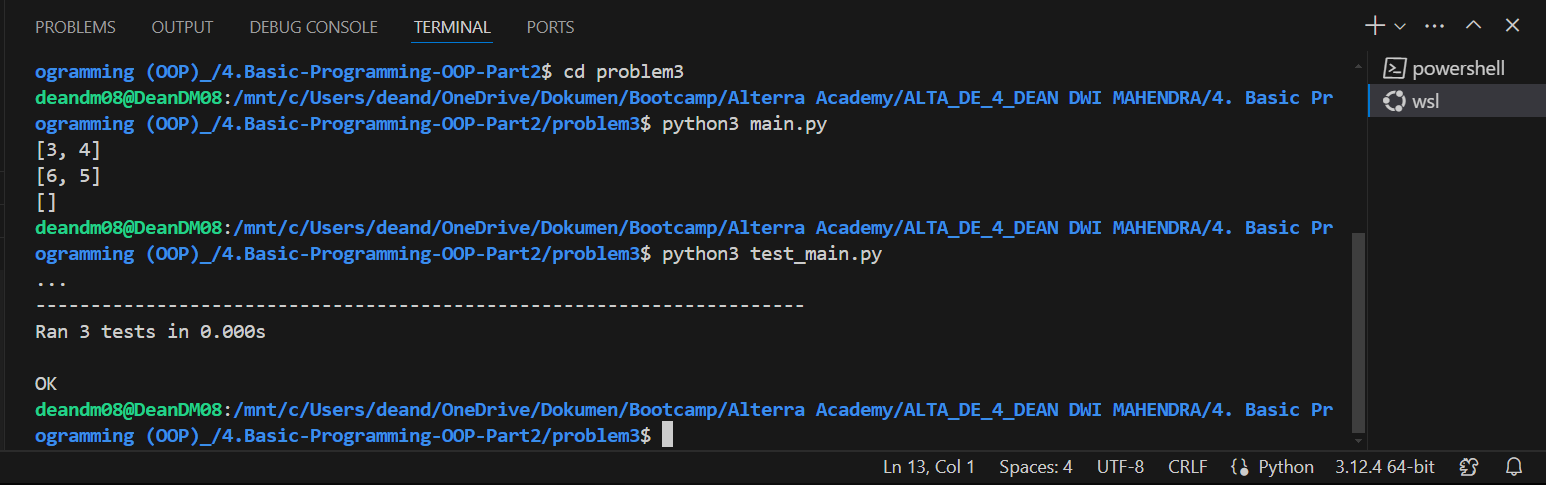 PROBLEMS OUTPUT DEBUG CONSOLE TERMINAL PORTS
ogramming (OOP)_/4.Basic-Programming-OOP-Part2$ cd problem3
deandm08@DeanDM08:/mnt/c/Users/deand/OneDrive/Dokumen/Bootcamp/Alterra Academy/ALTA_DE_4_DEAN DWI MAHENDRA/4. Basic Pr
ogramming (OOP)_/4.Basic-Programming-OOP-Part2/problem3$ python3 main.py
[3, 4]
[6, 5]
[]
deandm08@DeanDM08:/mnt/c/Users/deand/OneDrive/Dokumen/Bootcamp/Alterra Academy/ALTA_DE_4_DEAN DWI MAHENDRA/4. Basic Pr
ogramming (OOP)_/4.Basic-Programming-OOP-Part2/problem3$ python3 test_main.py
...
----------------------------------------------------------------------
Ran 3 tests in 0.000s
OK
deandm08@DeanDM08:/mnt/c/Users/deand/OneDrive/Dokumen/Bootcamp/Alterra Academy/ALTA_DE_4_DEAN DWI MAHENDRA/4. Basic Pr
ogramming (OOP)_/4.Basic-Programming-OOP-Part2/problem3$
powershell
wsl
Ln 13, Col 1 Spaces: 4 UTF-8 CRLF Python 3.12.4 64-bit